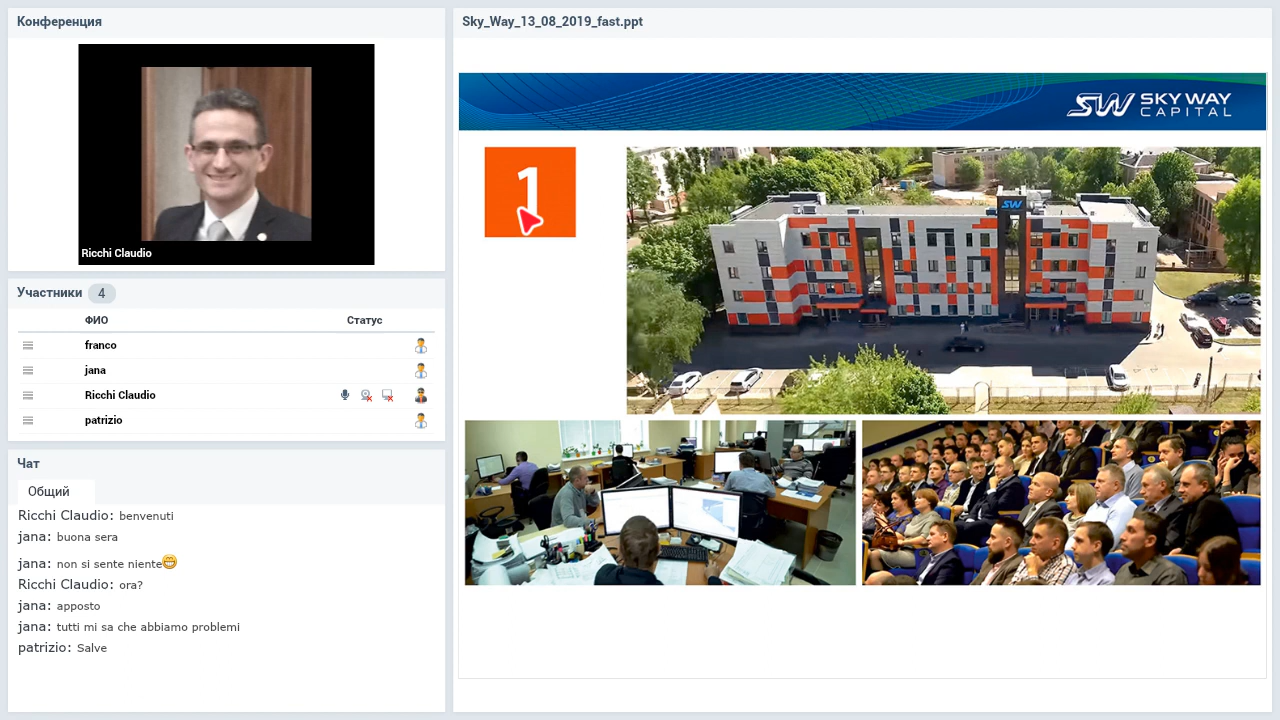 Конференция
Ricchi Claudio
Участники 4
ФИО Статус
franco
jana
Ricchi Claudio
patrizio
Чат
Общий
Ricchi Claudio: benvenuti
jana: buona sera
jana: non si sente niente
Ricchi Claudio: ora?
jana: apposto
jana: tutti mi sa che abbiamo problemi
patrizio: Salve
Sky_Way_13_08_2019_fast.ppt
SW SKY WAY
CAPITAL
1
SW